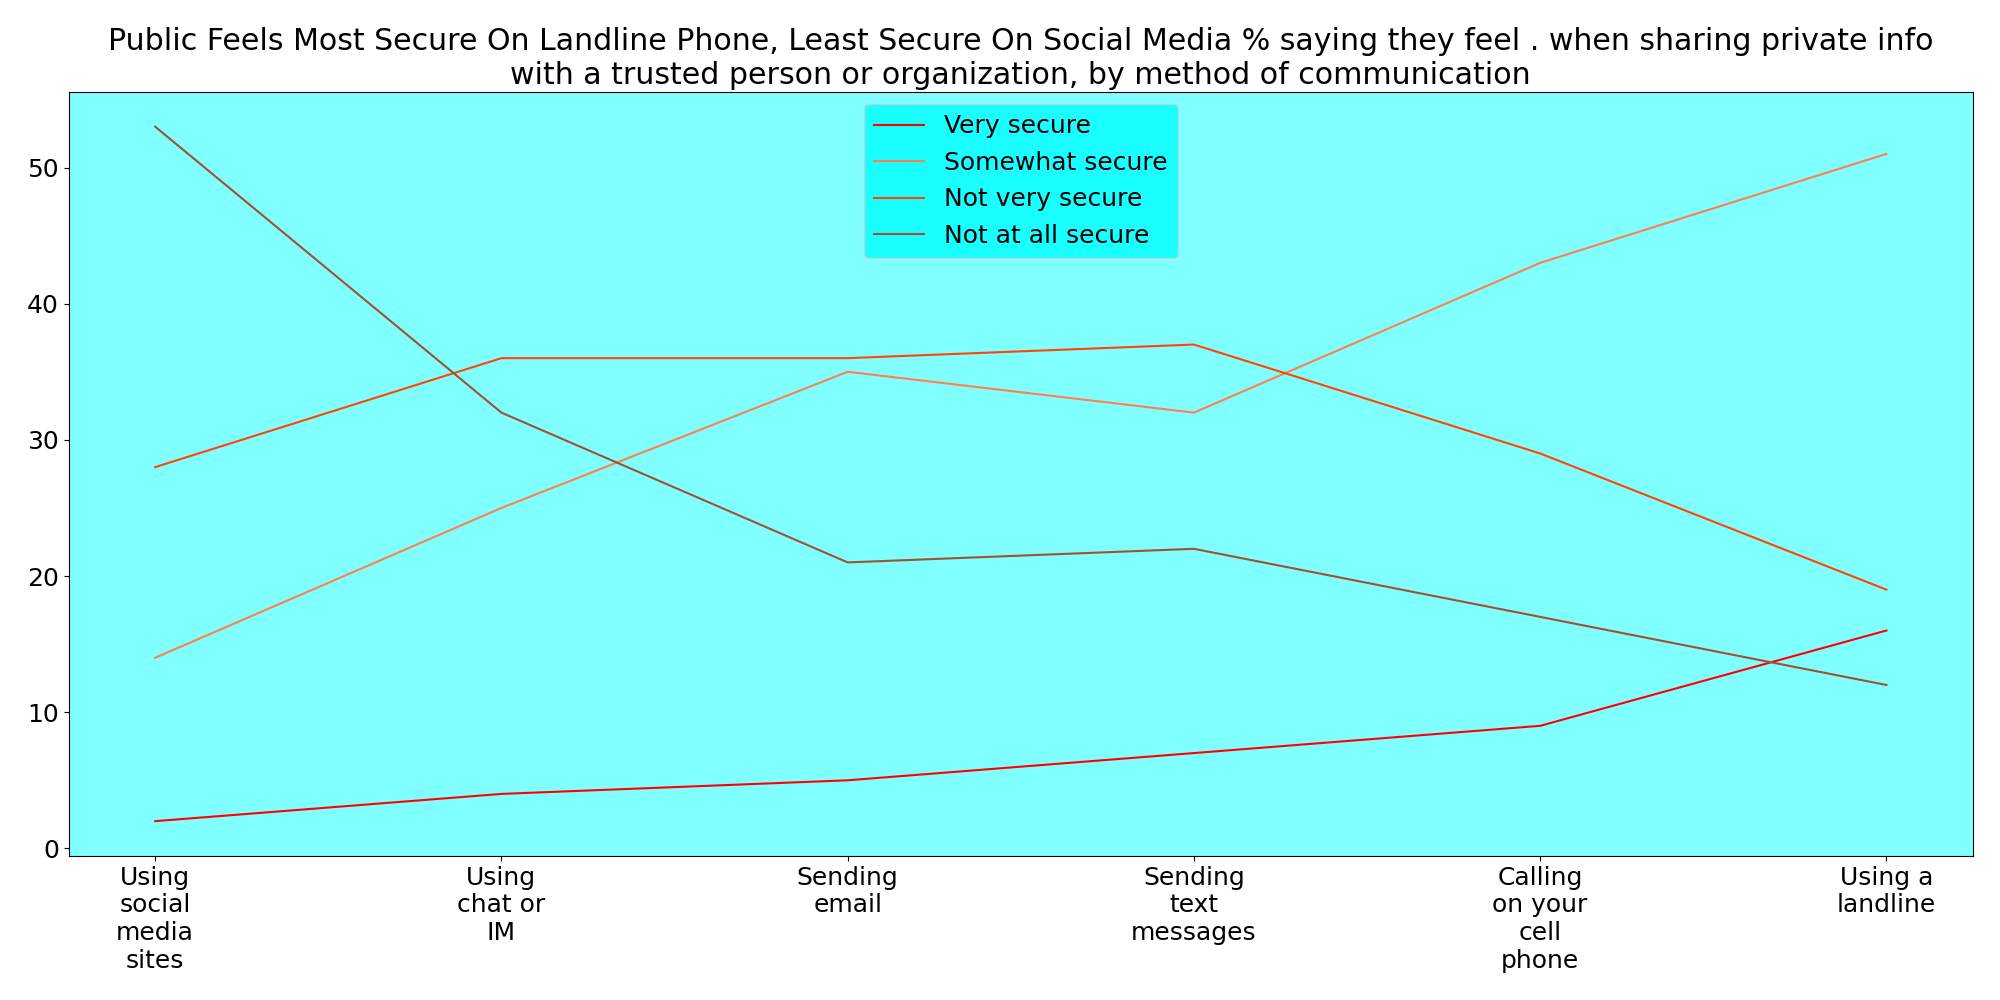 Public Feels Most Secure On Landline Phone, Least Secure On Social Media % saying they feel . when sharing private info
with a trusted person or organization, by method of communication
Very secure
Somewhat secure
Not very secure
Not at all secure
50
40
30
20
10
0
Using
social
media
sites
Using
chat or
IM
Sending
email
Sending
text
messages
Calling
on your
cell
phone
Using a
landline